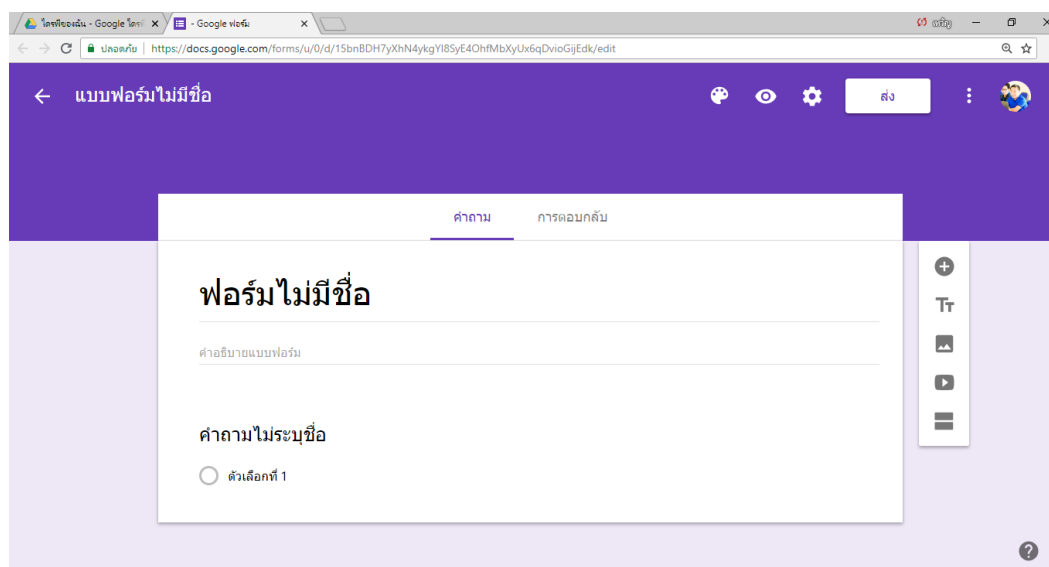 ไดรฟ์ของฉัน - Google ไดรฟ์
- Google ฟอร์ม
เจริญ
ปลอดภัย
https://docs.google.com/forms/u/0/d/15bnBDH7yXhN4ykgYl8SyE4OhfMbXyUx6qDvioGijEdk/edit
แบบฟอร์มไม่มีชื่อ
ส่ง
คำถาม การตอบกลับ
ฟอร์มไม่มีชื่อ
Tт
คำอธิบายแบบฟอร์ม
คำถามไม่ระบุชื่อ
ตัวเลือกที่ 1